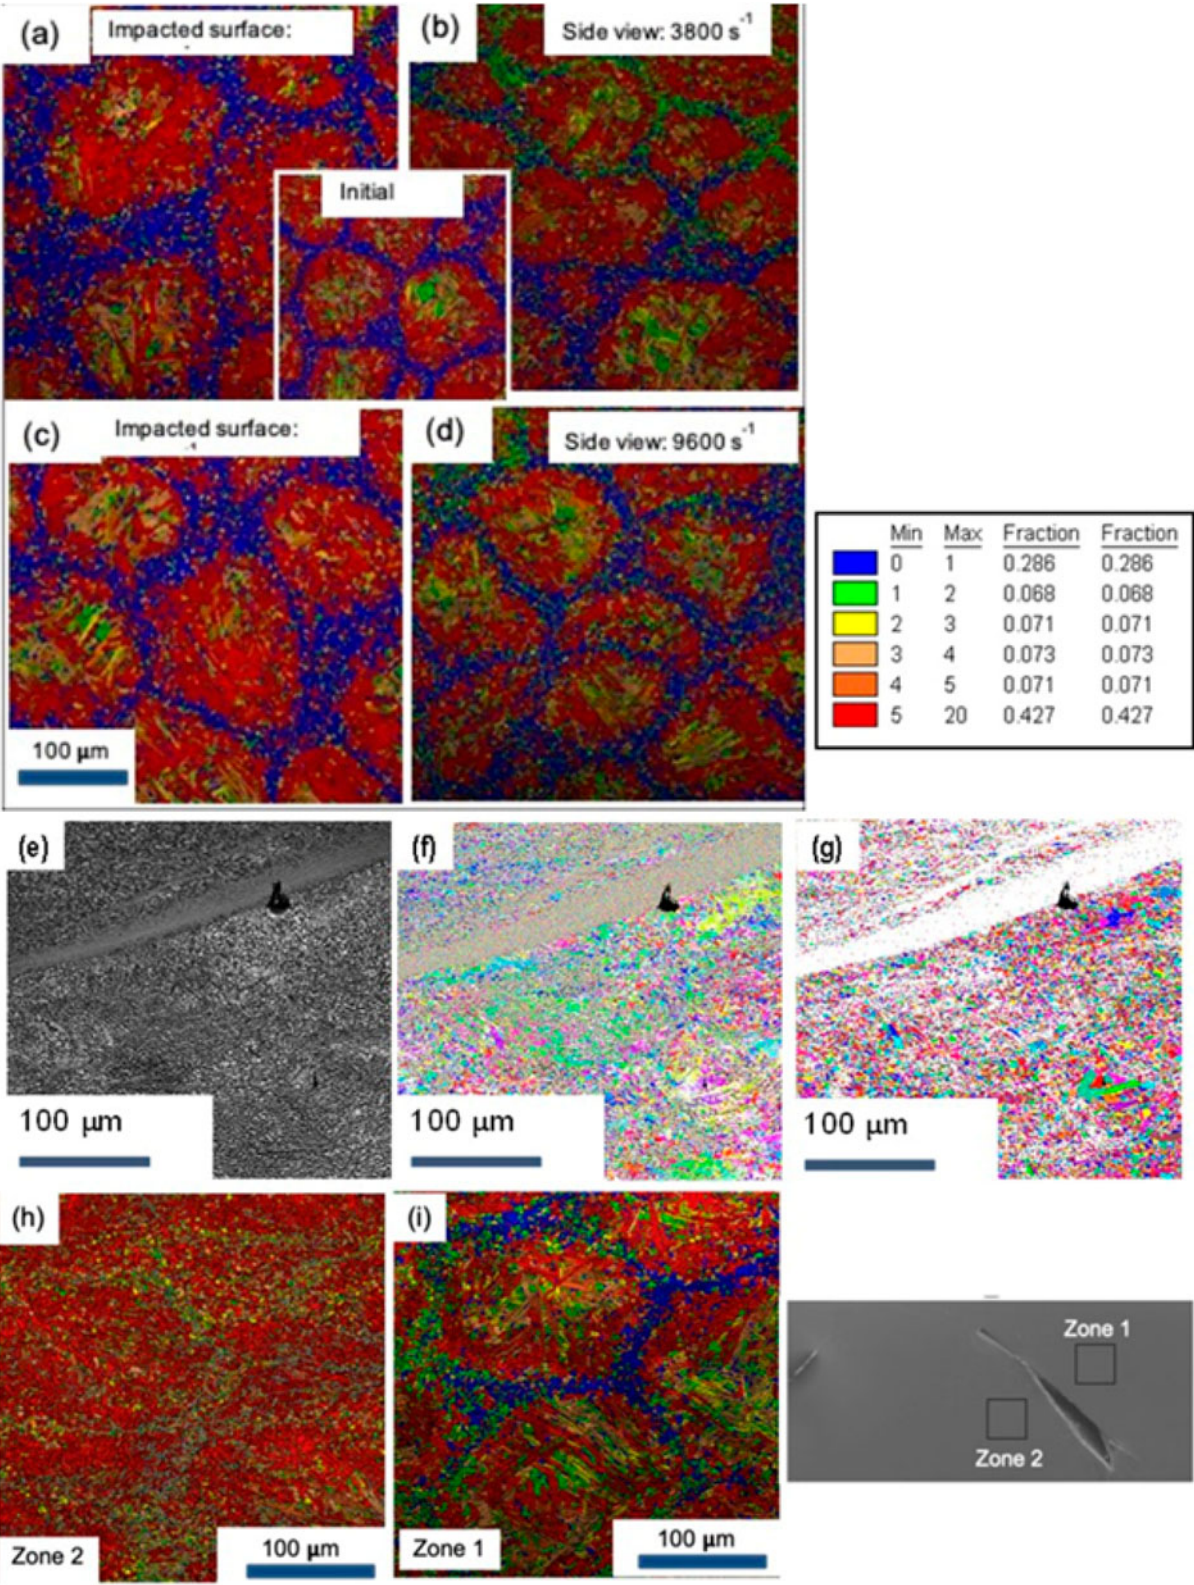 (a)
Impacted surface:
(b)
Side view: 3800 s-1
Initial
(c)
Impacted surface:
(d)
Side view: 9600 s-1
100 μm
Min Max Fraction Fraction
0 1 0.286 0.286
1 2 0.068 0.068
2 3 0.071 0.071
3 4 0.073 0.073
4 5 0.071 0.071
5 20 0.427 0.427
(e)
(f)
(g)
100 μm
100 μm
100 μm
(h)
(i)
Zone 2
100 μm
Zone 1
100 μm
Zone 1
Zone 2